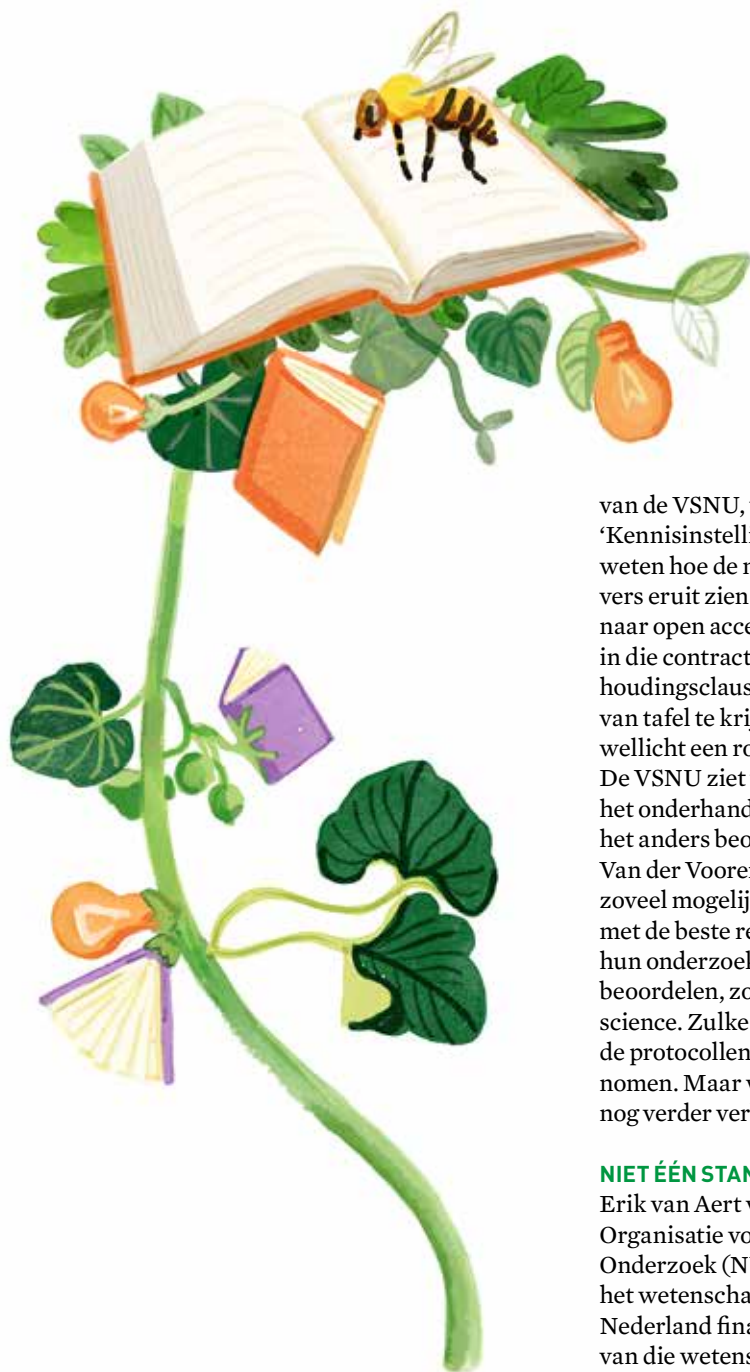 van de VSNU,
‘Kennisinstelli
weten hoe de n
vers eruit zien
naar open acce
in die contract
houdingsclaus
van tafel te krij
wellicht een ro
De VSNU ziet
het onderhand
het anders beo
Van der Voore
zoveel mogelij
met de beste re
hun onderzoek
beoordelen, zo
science. Zulke
de protocollen
nomen. Maar v
nog verder ver
NIET ÉÉN STAN
Erik van Aert v
Organisatie vo
Onderzoek (N
het wetenscha
Nederland fina
van die wetens